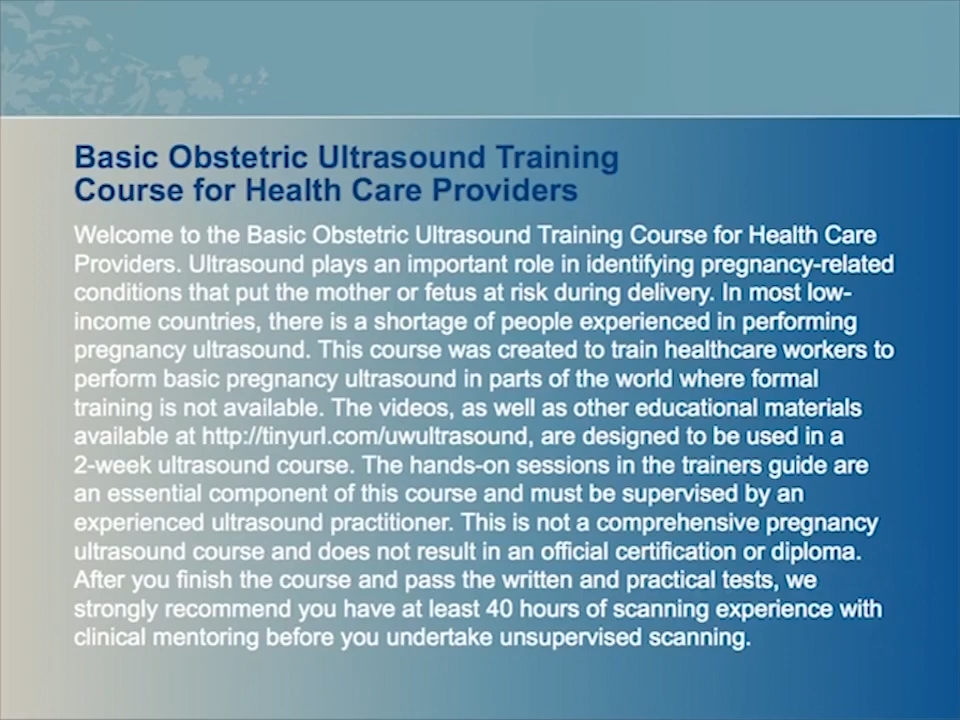 Basic Obstetric Ultrasound Training
Course for Health Care Providers
Welcome to the Basic Obstetric Ultrasound Training Course for Health Care
Providers. Ultrasound plays an important role in identifying pregnancy-related
conditions that put the mother or fetus at risk during delivery. In most low-
income countries, there is a shortage of people experienced in performing
pregnancy ultrasound. This course was created to train healthcare workers to
perform basic pregnancy ultrasound in parts of the world where formal
training is not available. The videos, as well as other educational materials
available at http://tinyurl.com/uwultrasound, are designed to be used in a
2-week ultrasound course. The hands-on sessions in the trainers guide are
an essential component of this course and must be supervised by an
experienced ultrasound practitioner. This is not a comprehensive pregnancy
ultrasound course and does not result in an official certification or diploma.
After you finish the course and pass the written and practical tests, we
strongly recommend you have at least 40 hours of scanning experience with
clinical mentoring before you undertake unsupervised scanning.